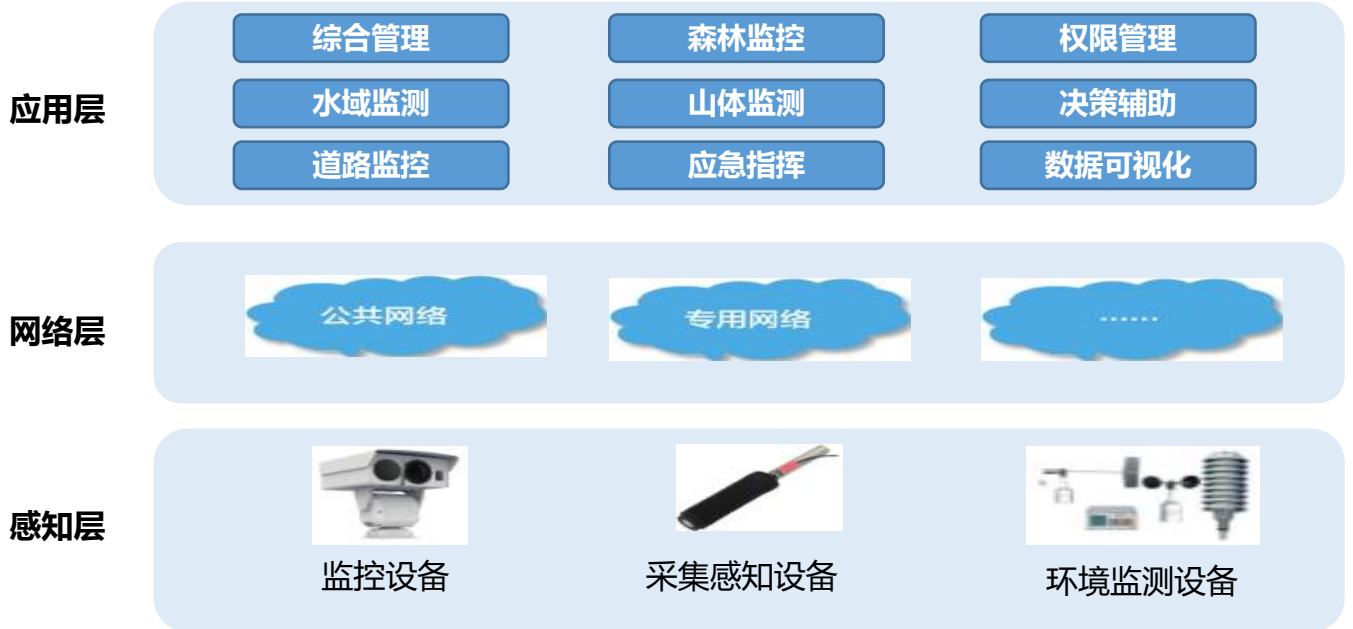 应用层
综合管理
森林监控
权限管理
水域监测
山体监测
决策辅助
道路监控
应急指挥
数据可视化
网络层
公共网络
专用网络
······
感知层
监控设备
采集感知设备
环境监测设备